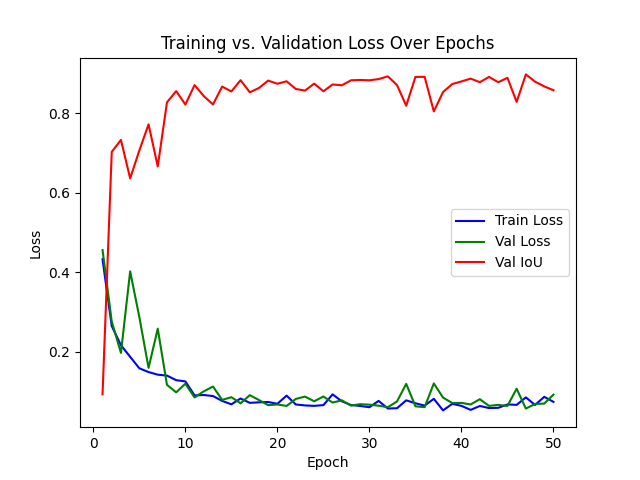 Training vs. Validation Loss Over Epochs
Loss
0.8
0.6
0.4
0.2
Train Loss
Val Loss
Val IoU
0 10 20 30 40 50
Epoch